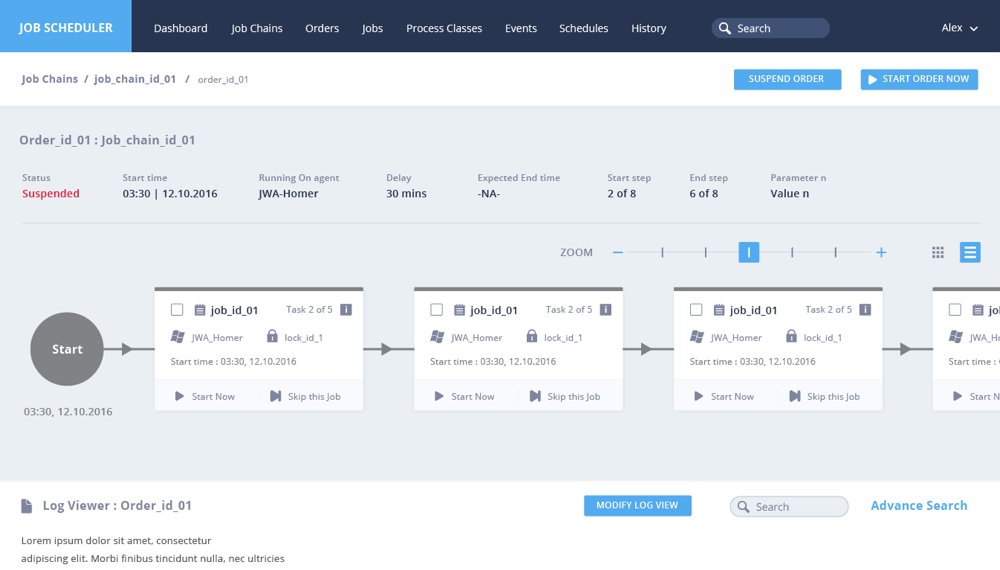 JOB SCHEDULER Dashboard Job Chains Orders Jobs Process Classes Events Schedules History Search Alex
Job Chains / job_chain_id_01 / order_id_01 SUSPEND ORDER START ORDER NOW
Order_id_01 : Job_chain_id_01
Status Start time Running On agent Delay Expected End time Start step End step Parameter n
Suspended 03:30 | 12.10.2016 JWA-Homer 30 mins -NA- 2 of 8 6 of 8 Value n
ZOOM
job_id_01 Task 2 of 5 job_id_01 Task 2 of 5 job_id_01 Task 2 of 5 job
JWA_Homer lock_id_1 JWA_Homer lock_id_1 JWA_Homer lock_id_1 JWA_Ho
Start
Start time : 03:30, 12.10.2016 Start time : 03:30, 12.10.2016 Start time : 03:30, 12.10.2016 Start time : 0
Start Now Skip this Job Start Now Skip this Job Start Now Skip this Job Start N
03:30, 12.10.2016
Log Viewer : Order_id_01 MODIFY LOG VIEW Search Advance Search
Lorem ipsum dolor sit amet, consectetur
adipiscing elit. Morbi finibus tincidunt nulla, nec ultricies